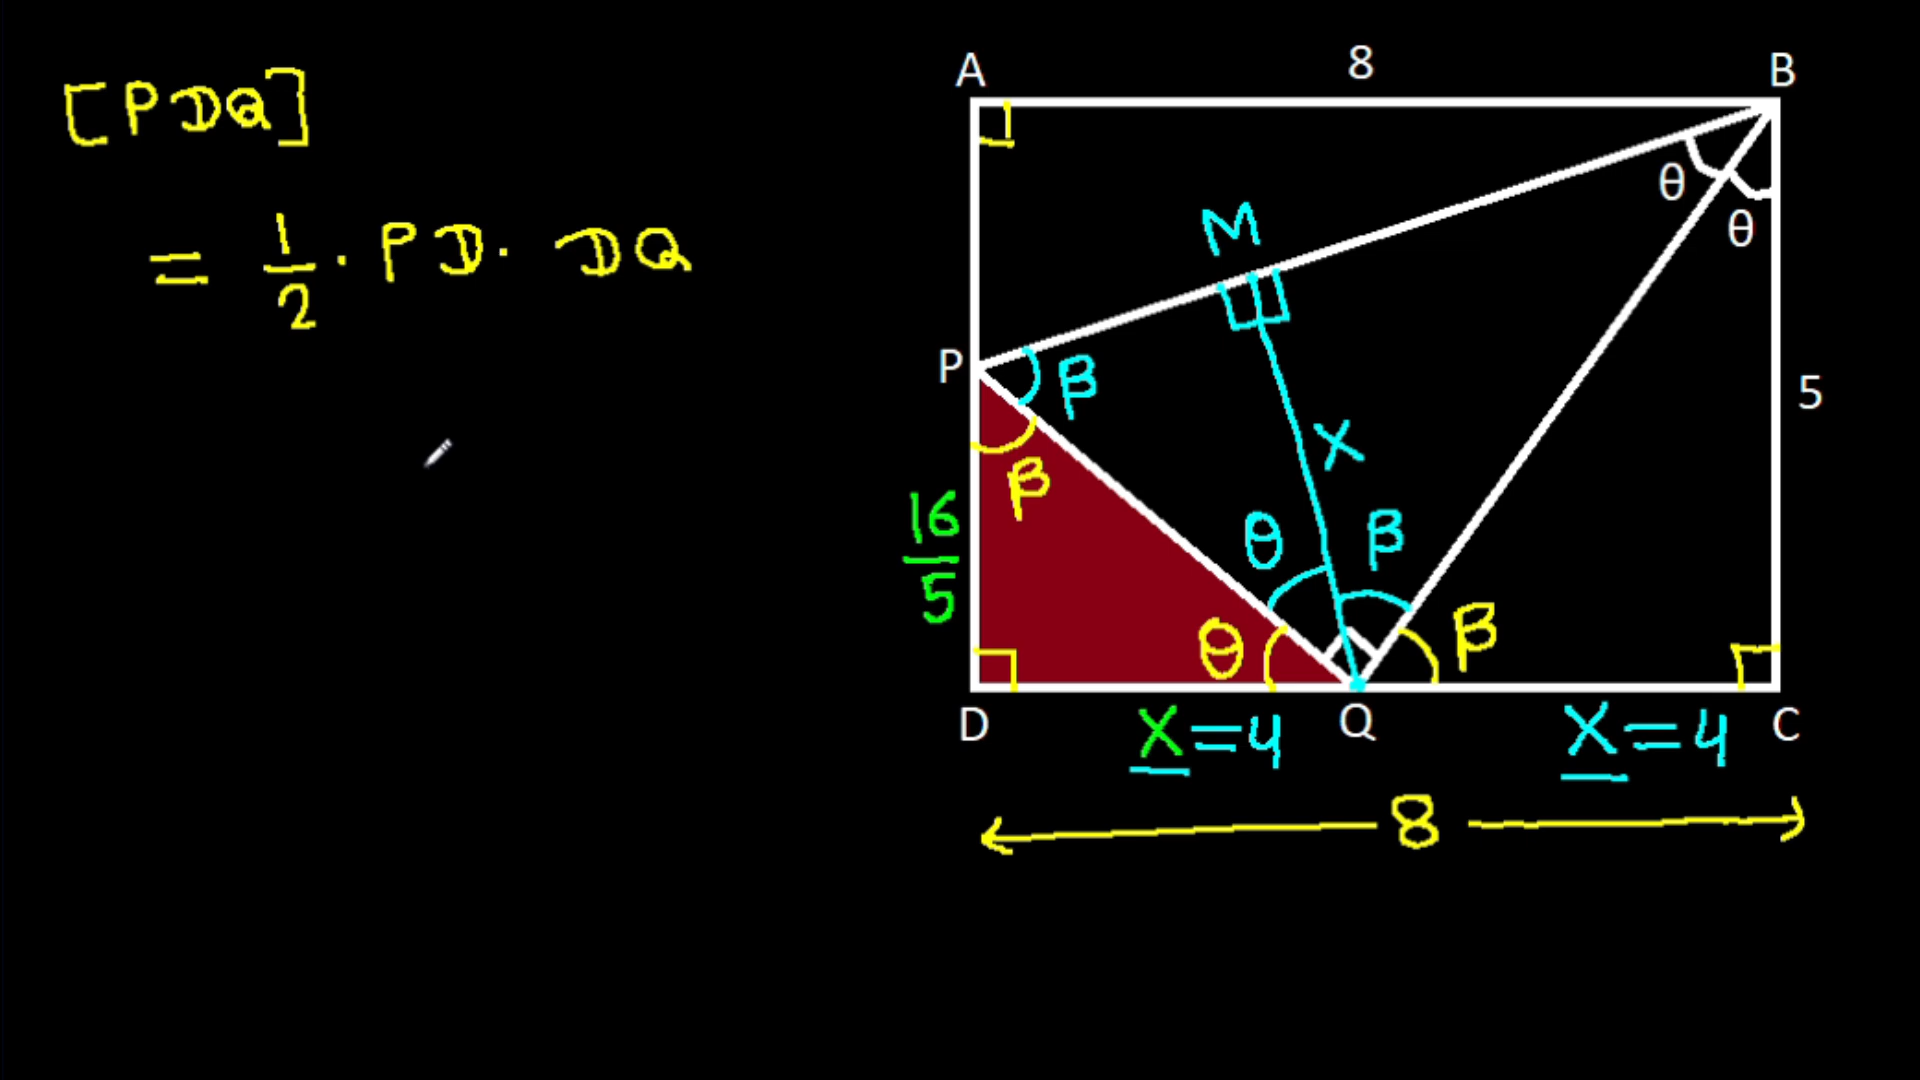 [PDQ]
= 1/2 · PD · DQ
A 8 B
θ
θ
M
P β
5
X
β
16/5
θ β
θ β
D X=4 Q X=4 C
8